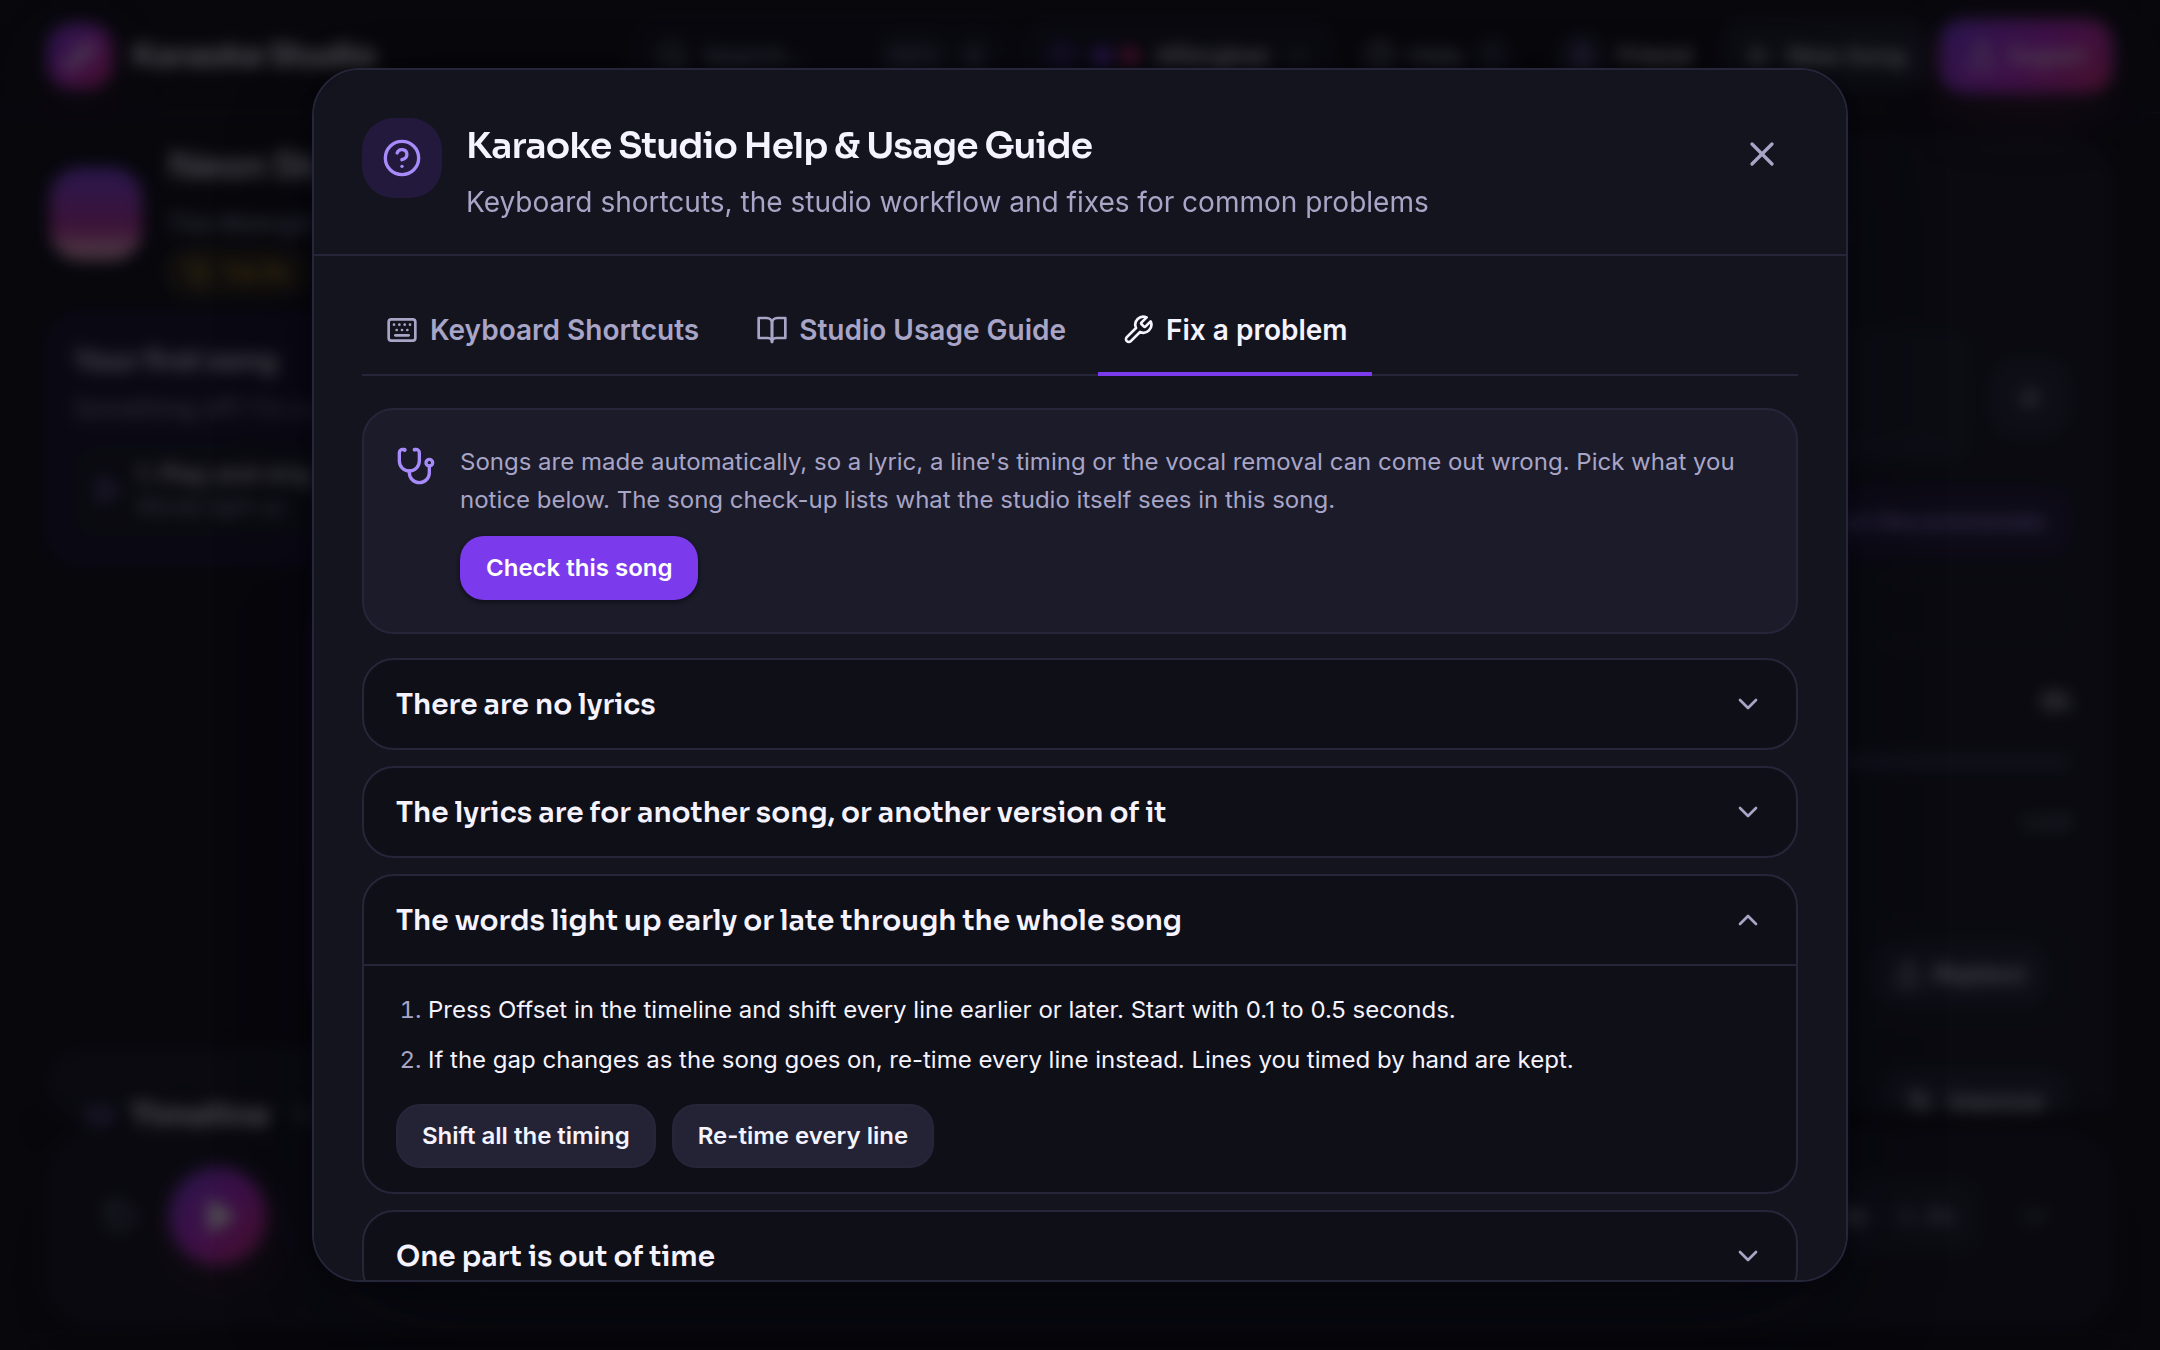 Karaoke Studio
Karaoke Studio Help & Usage Guide
Keyboard shortcuts, the studio workflow and fixes for common problems
Keyboard Shortcuts
Studio Usage Guide
Fix a problem
Songs are made automatically, so a lyric, a line's timing or the vocal removal can come out wrong. Pick what you
notice below. The song check-up lists what the studio itself sees in this song.
Check this song
There are no lyrics
The lyrics are for another song, or another version of it
The words light up early or late through the whole song
1. Press Offset in the timeline and shift every line earlier or later. Start with 0.1 to 0.5 seconds.
2. If the gap changes as the song goes on, re-time every line instead. Lines you timed by hand are kept.
Shift all the timing
Re-time every line
One part is out of time
Timeline